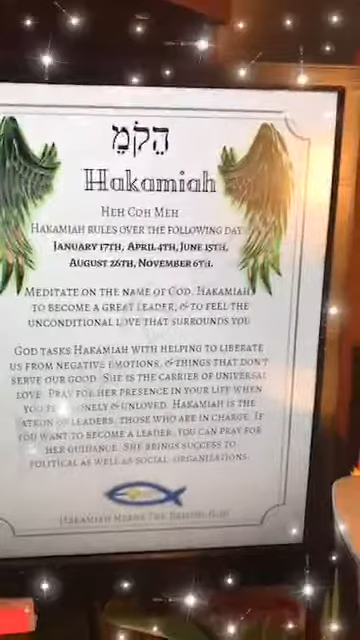 הֲקֹמֵ
Hakamiah
Heh Coh Meh
Hakamiah rules over the following day
January 17th, April 4th, June 15th,
August 26th, November 6th.
Meditate on the name of God, Hakamiah
to become a great leader, & to feel the
unconditional love that surrounds you
God tasks Hakamiah with helping to liberate
us from negative emotions, & things that don't
serve our good. She is the carrier of universal
love. Pray for her presence in your life when
you feel lonely & unloved. Hakamiah is the
patron of leaders, those who are in charge. If
you want to become a leader, you can pray for
her guidance. She brings success to
political as well as social organizations.
Hakamiah Means The